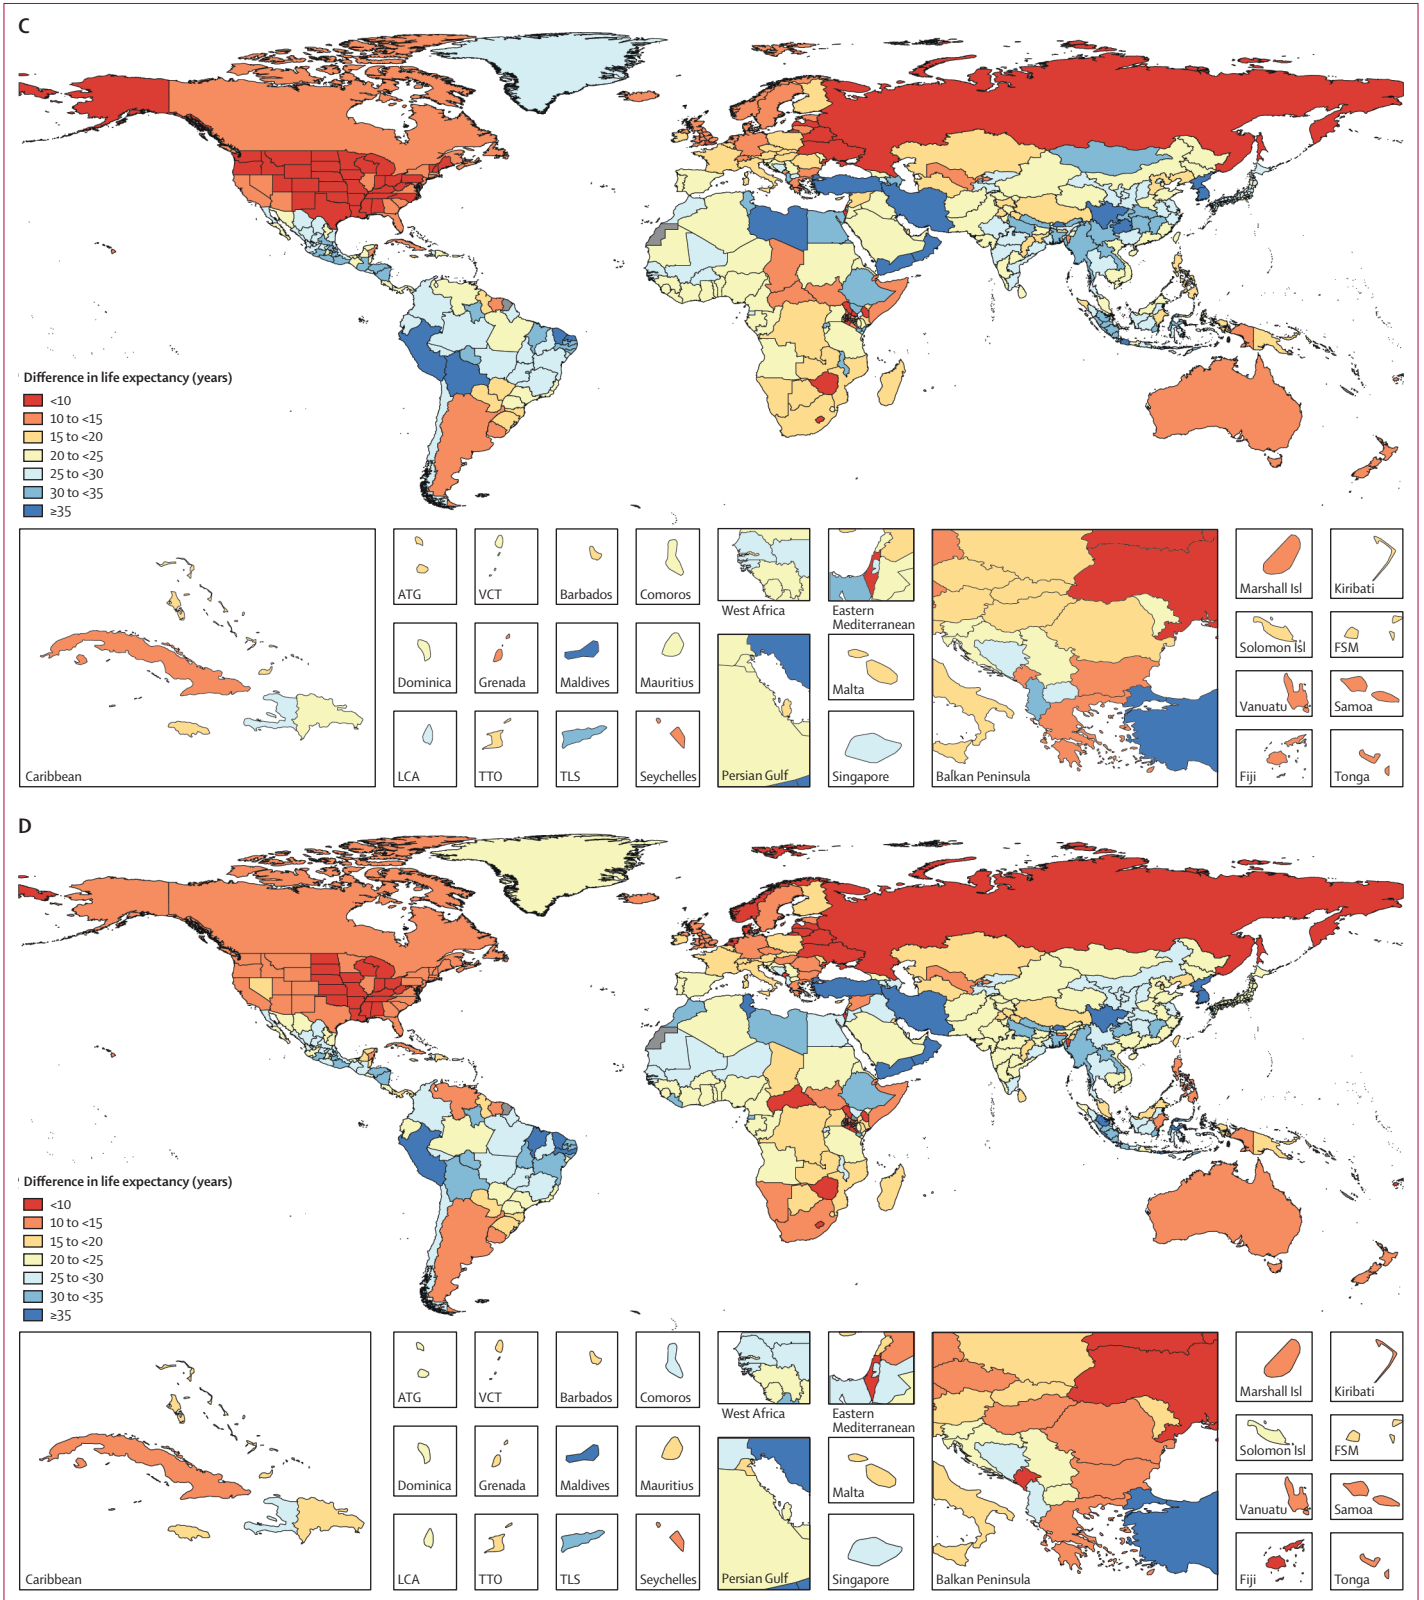 C
Difference in life expectancy (years)
<10
10 to <15
15 to <20
20 to <25
25 to <30
30 to <35
≥35
Caribbean
ATG
VCT
Barbados
Comoros
Dominica
Grenada
Maldives
Mauritius
LCA
TTO
TLS
Seychelles
West Africa
Eastern
Mediterranean
Persian Gulf
Malta
Singapore
Balkan Peninsula
Marshall Isl
Kiribati
Solomon Isl
FSM
Vanuatu
Samoa
Fiji
Tonga
D
Difference in life expectancy (years)
<10
10 to <15
15 to <20
20 to <25
25 to <30
30 to <35
≥35
Caribbean
ATG
VCT
Barbados
Comoros
Dominica
Grenada
Maldives
Mauritius
LCA
TTO
TLS
Seychelles
West Africa
Eastern
Mediterranean
Persian Gulf
Malta
Singapore
Balkan Peninsula
Marshall Isl
Kiribati
Solomon Isl
FSM
Vanuatu
Samoa
Fiji
Tonga